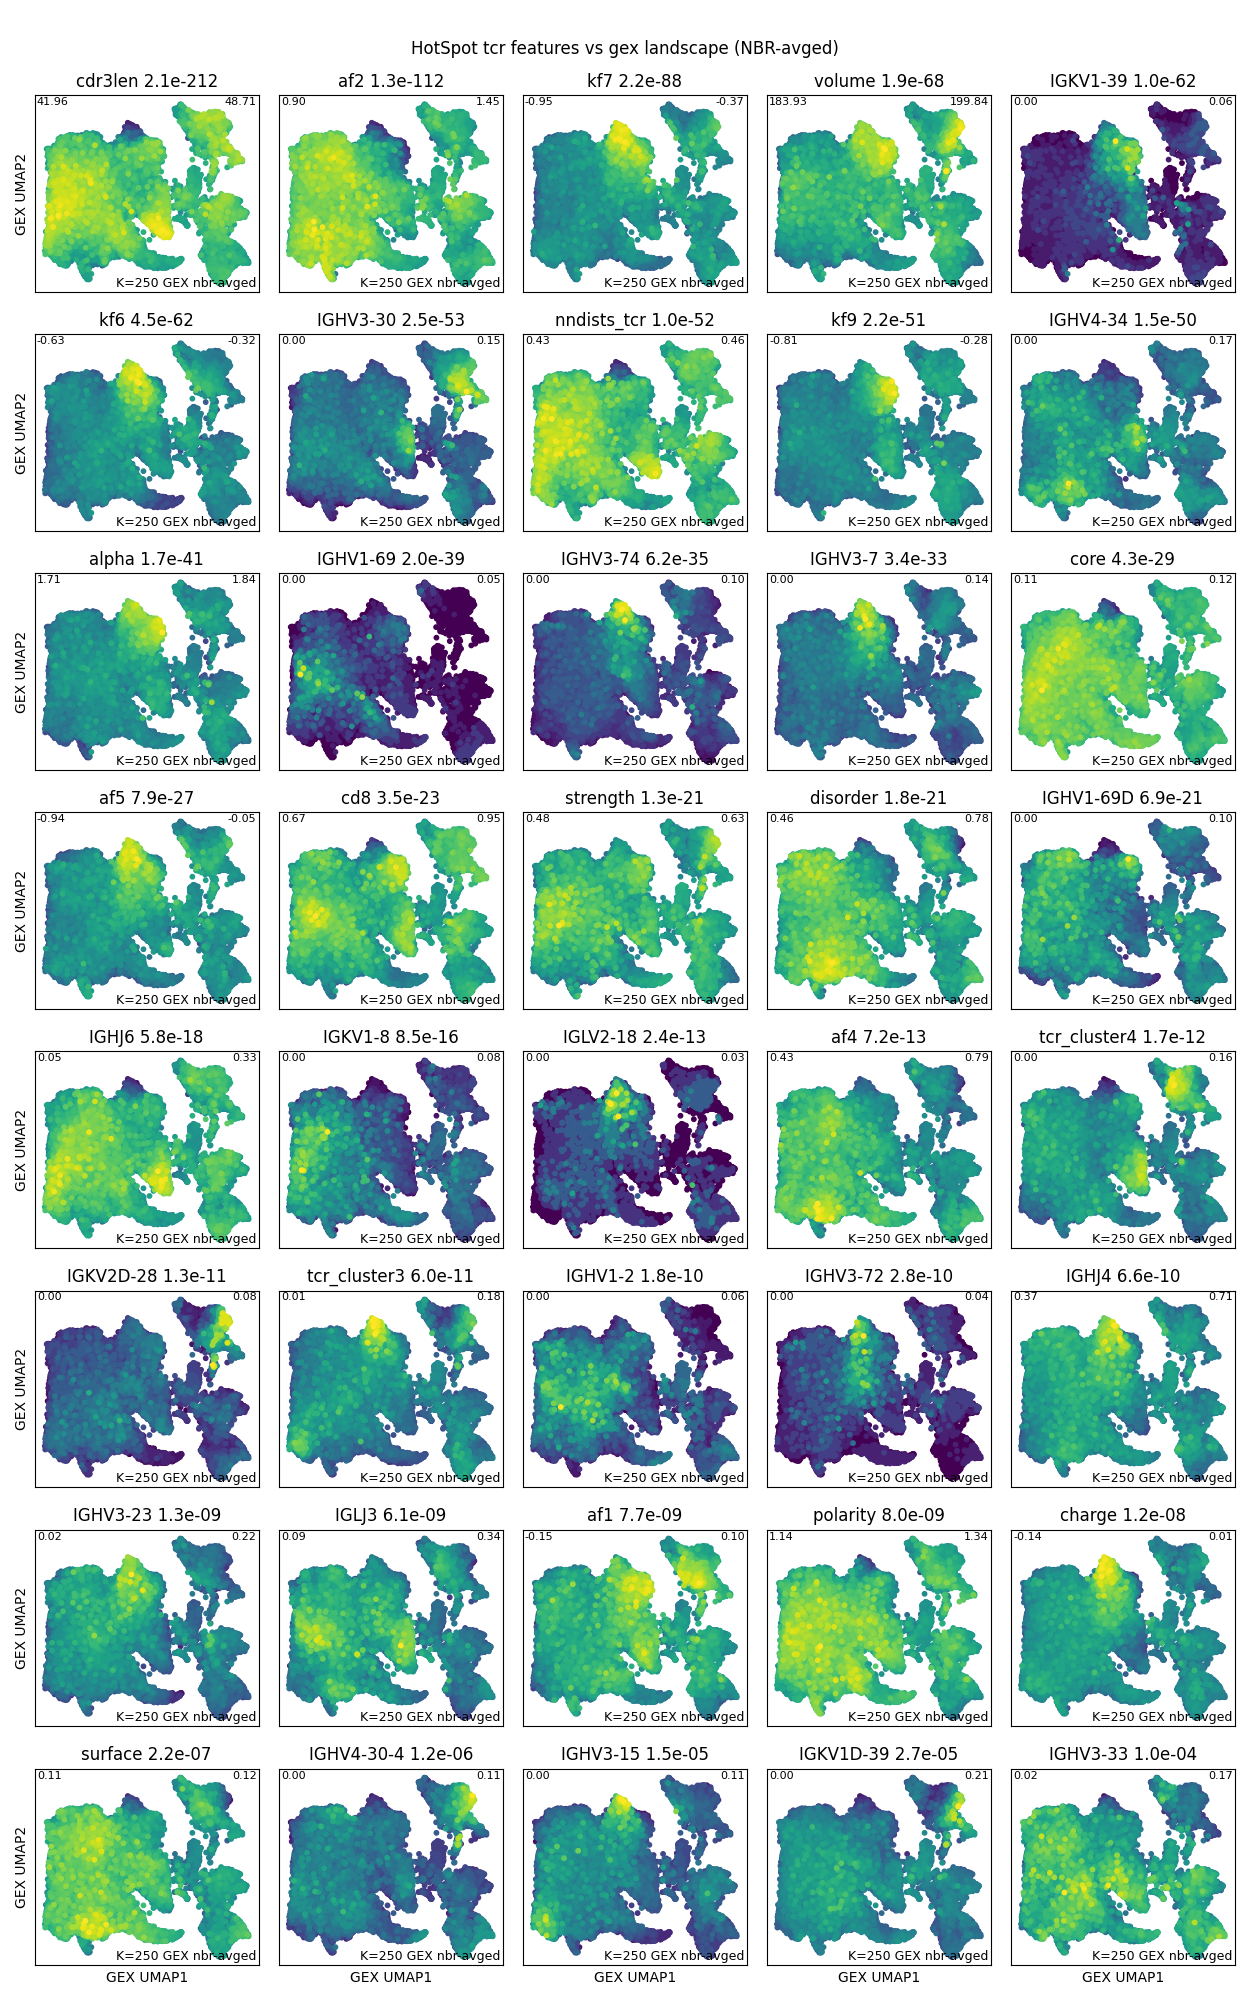 HotSpot tcr features vs gex landscape (NBR-avged)
cdr3len 2.1e-212 af2 1.3e-112 kf7 2.2e-88 volume 1.9e-68 IGKV1-39 1.0e-62
41.96 48.71 0.90 1.45 -0.95 -0.37 183.93 199.84 0.00 0.06
GEX UMAP2
K=250 GEX nbr-avged K=250 GEX nbr-avged K=250 GEX nbr-avged K=250 GEX nbr-avged K=250 GEX nbr-avged
kf6 4.5e-62 IGHV3-30 2.5e-53 nndists_tcr 1.0e-52 kf9 2.2e-51 IGHV4-34 1.5e-50
-0.63 -0.32 0.00 0.15 0.43 0.46 -0.81 -0.28 0.00 0.17
GEX UMAP2
K=250 GEX nbr-avged K=250 GEX nbr-avged K=250 GEX nbr-avged K=250 GEX nbr-avged K=250 GEX nbr-avged
alpha 1.7e-41 IGHV1-69 2.0e-39 IGHV3-74 6.2e-35 IGHV3-7 3.4e-33 core 4.3e-29
1.71 1.84 0.00 0.05 0.00 0.10 0.00 0.14 0.11 0.12
GEX UMAP2
K=250 GEX nbr-avged K=250 GEX nbr-avged K=250 GEX nbr-avged K=250 GEX nbr-avged K=250 GEX nbr-avged
af5 7.9e-27 cd8 3.5e-23 strength 1.3e-21 disorder 1.8e-21 IGHV1-69D 6.9e-21
-0.94 -0.05 0.67 0.95 0.48 0.63 0.46 0.78 0.00 0.10
GEX UMAP2
K=250 GEX nbr-avged K=250 GEX nbr-avged K=250 GEX nbr-avged K=250 GEX nbr-avged K=250 GEX nbr-avged
IGHJ6 5.8e-18 IGKV1-8 8.5e-16 IGLV2-18 2.4e-13 af4 7.2e-13 tcr_cluster4 1.7e-12
0.05 0.33 0.00 0.08 0.00 0.03 0.43 0.79 0.00 0.16
GEX UMAP2
K=250 GEX nbr-avged K=250 GEX nbr-avged K=250 GEX nbr-avged K=250 GEX nbr-avged K=250 GEX nbr-avged
IGKV2D-28 1.3e-11 tcr_cluster3 6.0e-11 IGHV1-2 1.8e-10 IGHV3-72 2.8e-10 IGHJ4 6.6e-10
0.00 0.08 0.01 0.18 0.00 0.06 0.00 0.04 0.37 0.71
GEX UMAP2
K=250 GEX nbr-avged K=250 GEX nbr-avged K=250 GEX nbr-avged K=250 GEX nbr-avged K=250 GEX nbr-avged
IGHV3-23 1.3e-09 IGLJ3 6.1e-09 af1 7.7e-09 polarity 8.0e-09 charge 1.2e-08
0.02 0.22 0.09 0.34 -0.15 0.10 1.14 1.34 -0.14 0.01
GEX UMAP2
K=250 GEX nbr-avged K=250 GEX nbr-avged K=250 GEX nbr-avged K=250 GEX nbr-avged K=250 GEX nbr-avged
surface 2.2e-07 IGHV4-30-4 1.2e-06 IGHV3-15 1.5e-05 IGKV1D-39 2.7e-05 IGHV3-33 1.0e-04
0.11 0.12 0.00 0.11 0.00 0.11 0.00 0.21 0.02 0.17
GEX UMAP2
K=250 GEX nbr-avged K=250 GEX nbr-avged K=250 GEX nbr-avged K=250 GEX nbr-avged K=250 GEX nbr-avged
GEX UMAP1 GEX UMAP1 GEX UMAP1 GEX UMAP1 GEX UMAP1